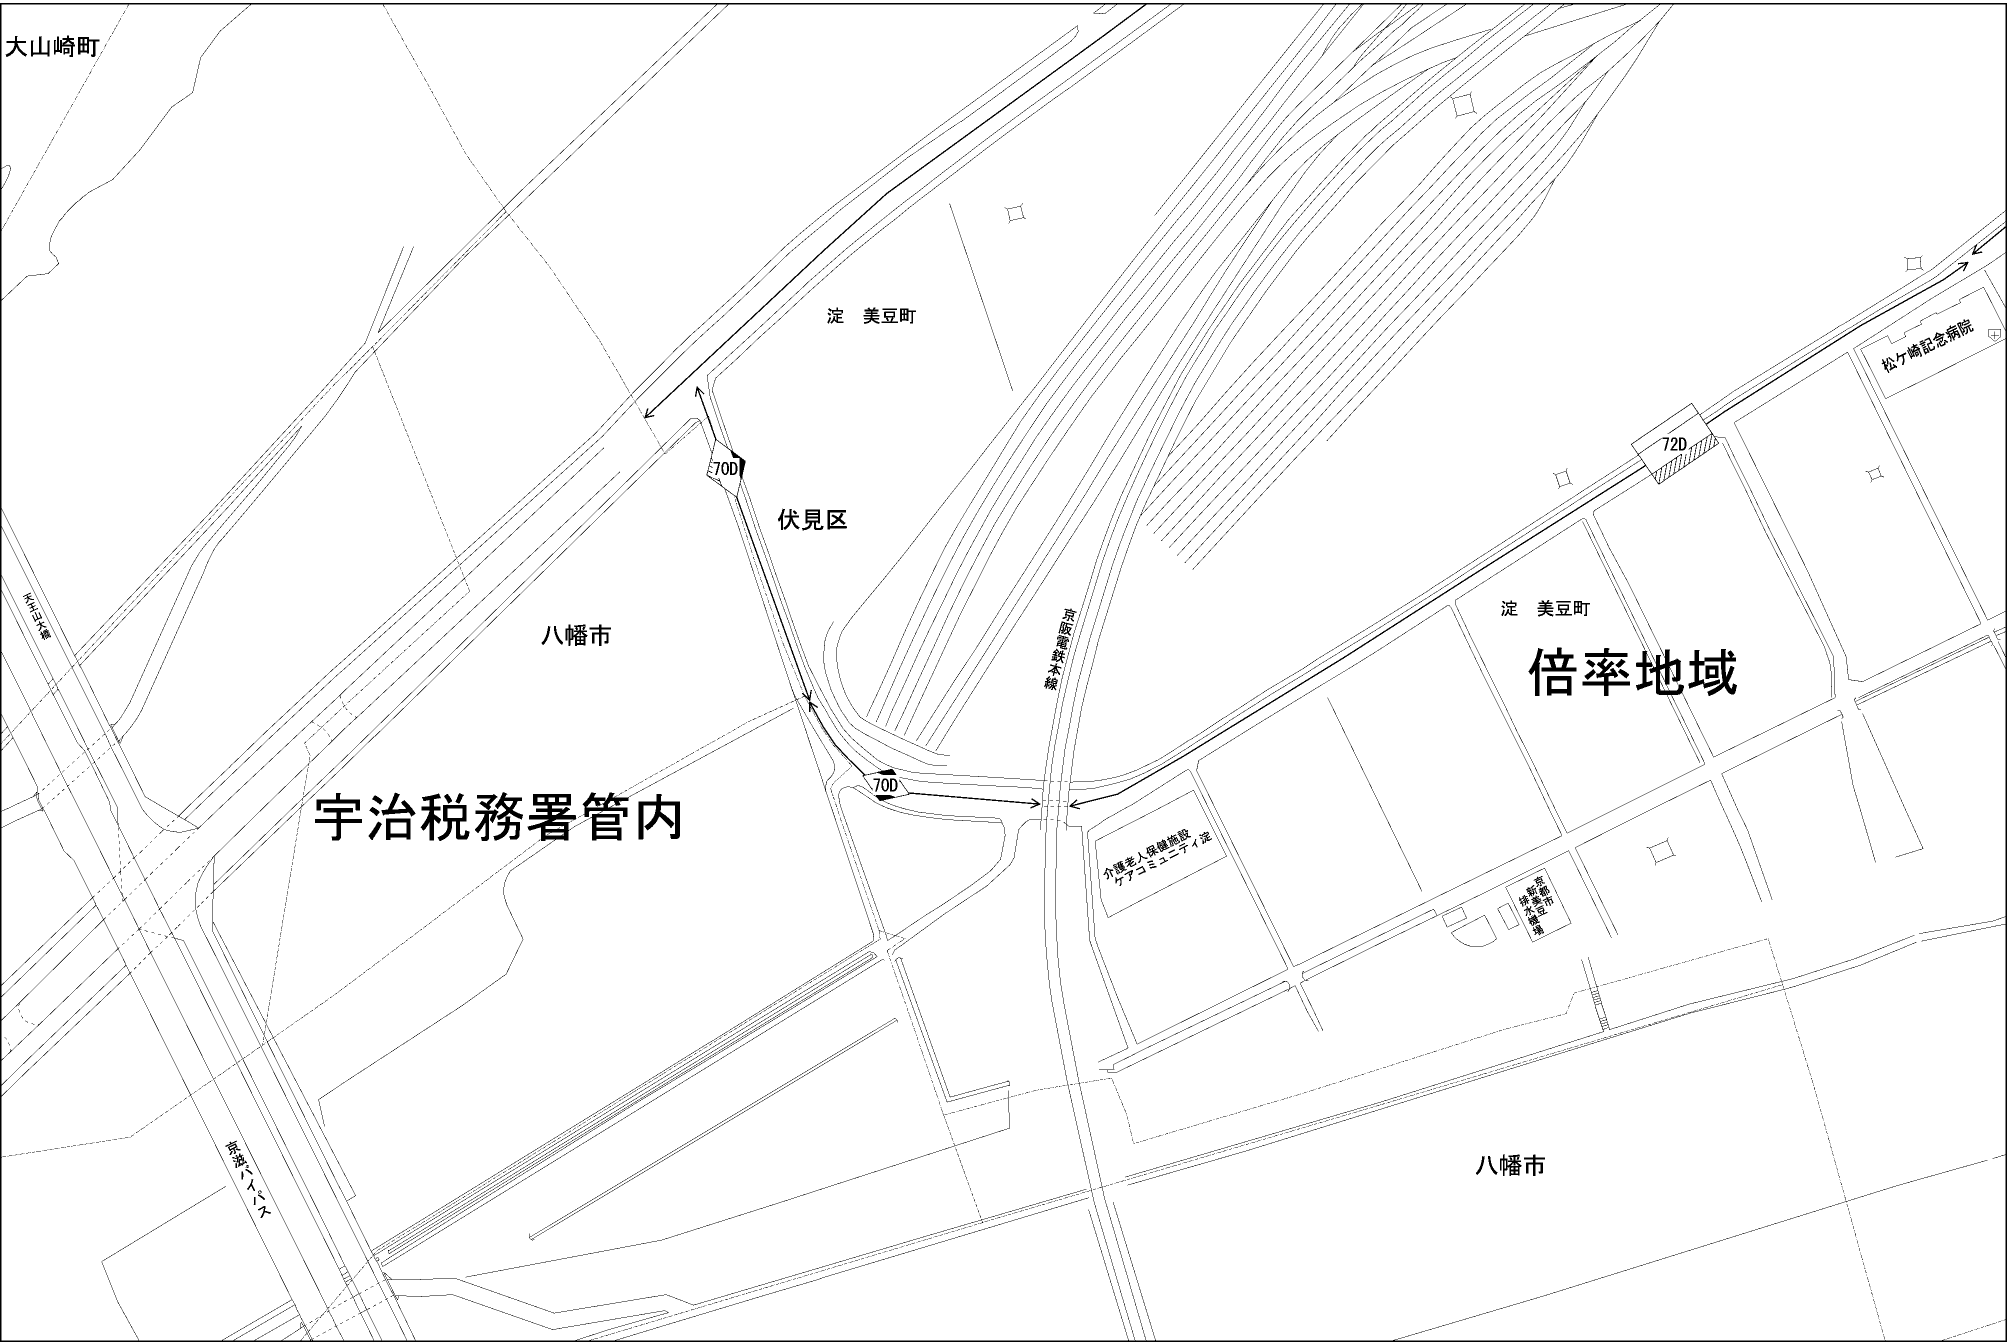 大山崎町
淀　美豆町
松ケ崎記念病院
72D
70D
伏見区
天王山大橋
八幡市
京阪電鉄本線
淀　美豆町
倍率地域
宇治税務署管内
70D
介護老人保健施設
ケアコミュニティ淀
京都市
新美豆
排水機場
京滋バイパス
八幡市